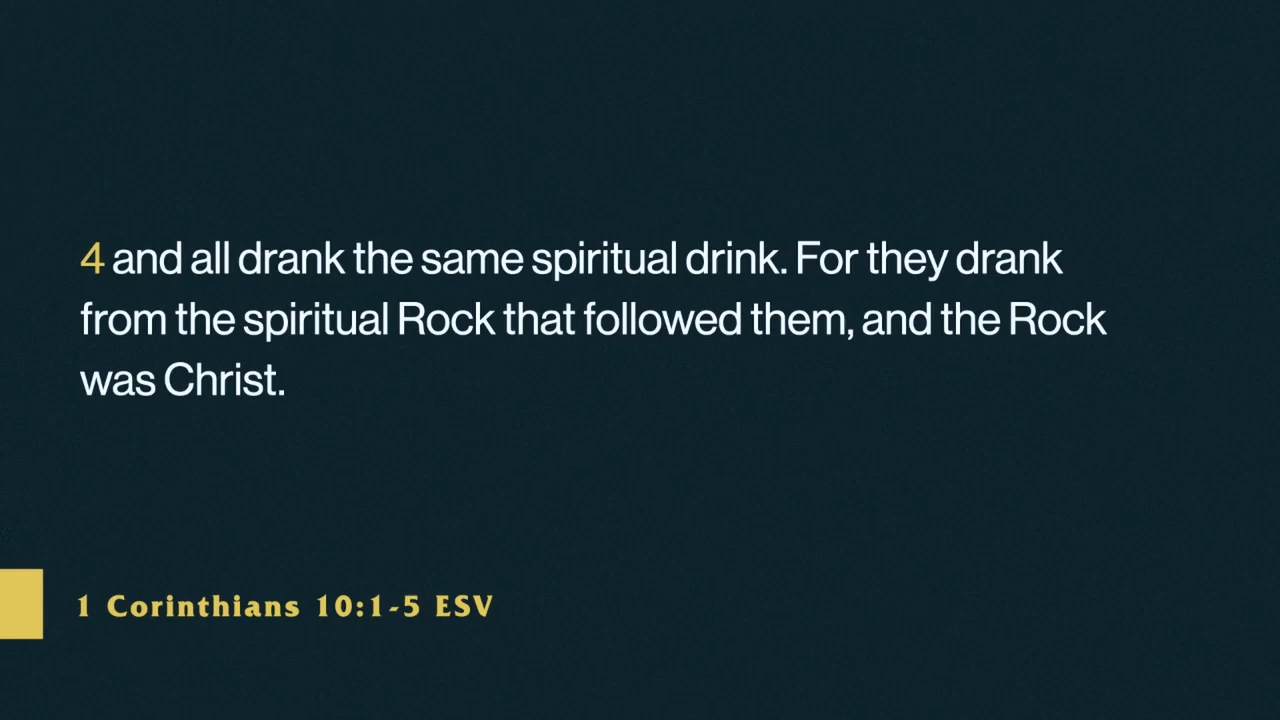 4 and all drank the same spiritual drink. For they drank
from the spiritual Rock that followed them, and the Rock
was Christ.
1 Corinthians 10:1-5 ESV